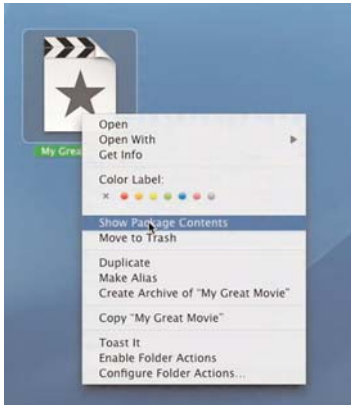 My Grea
Open
Open With
Get Info
Color Label:
Show Package Contents
Move to Trash
Duplicate
Make Alias
Create Archive of "My Great Movie"
Copy "My Great Movie"
Toast It
Enable Folder Actions
Configure Folder Actions...